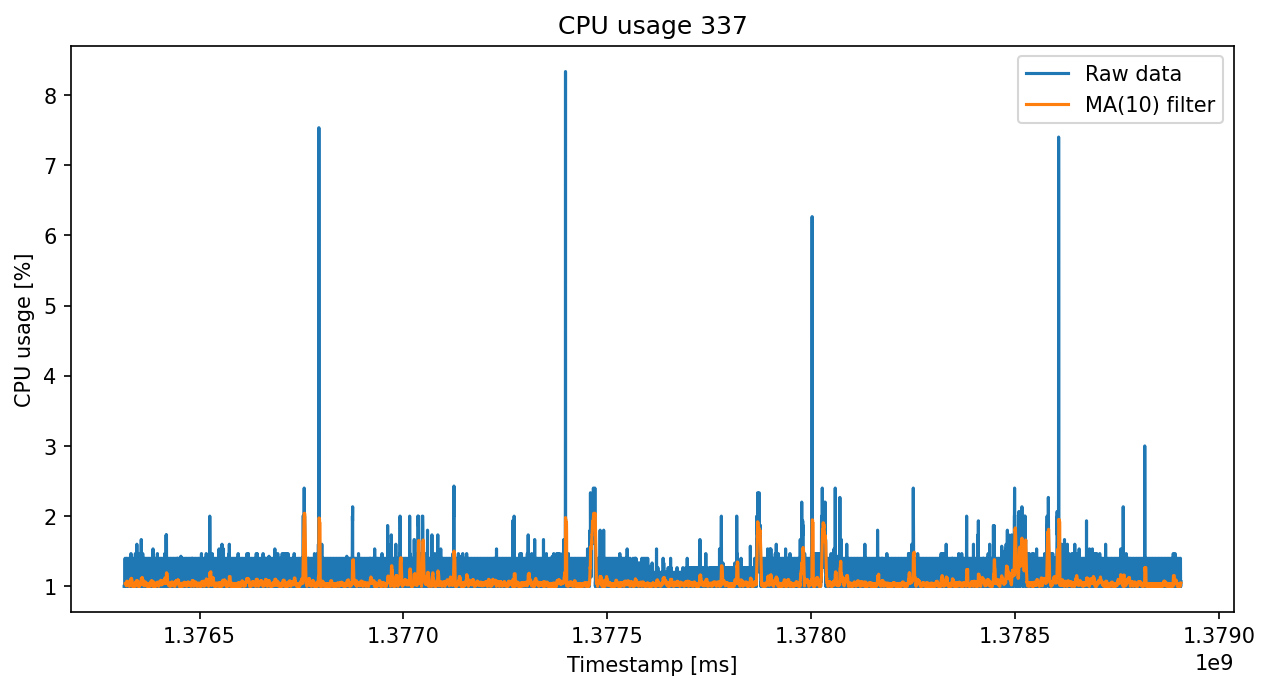 CPU usage 337
Raw data
MA(10) filter
CPU usage [%]
8
7
6
5
4
3
2
1
1.3765
1.3770
1.3775
1.3780
1.3785
1.3790
1e9
Timestamp [ms]